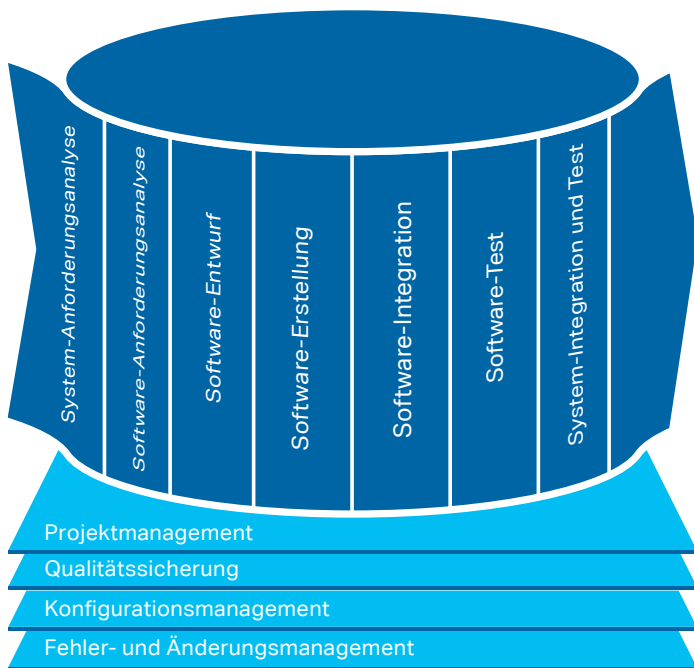 System-Anforderungsanalyse
Software-Anforderungsanalyse
Software-Entwurf
Software-Erstellung
Software-Integration
Software-Test
System-Integration und Test
Projektmanagement
Qualitätssicherung
Konfigurationsmanagement
Fehler- und Änderungsmanagement